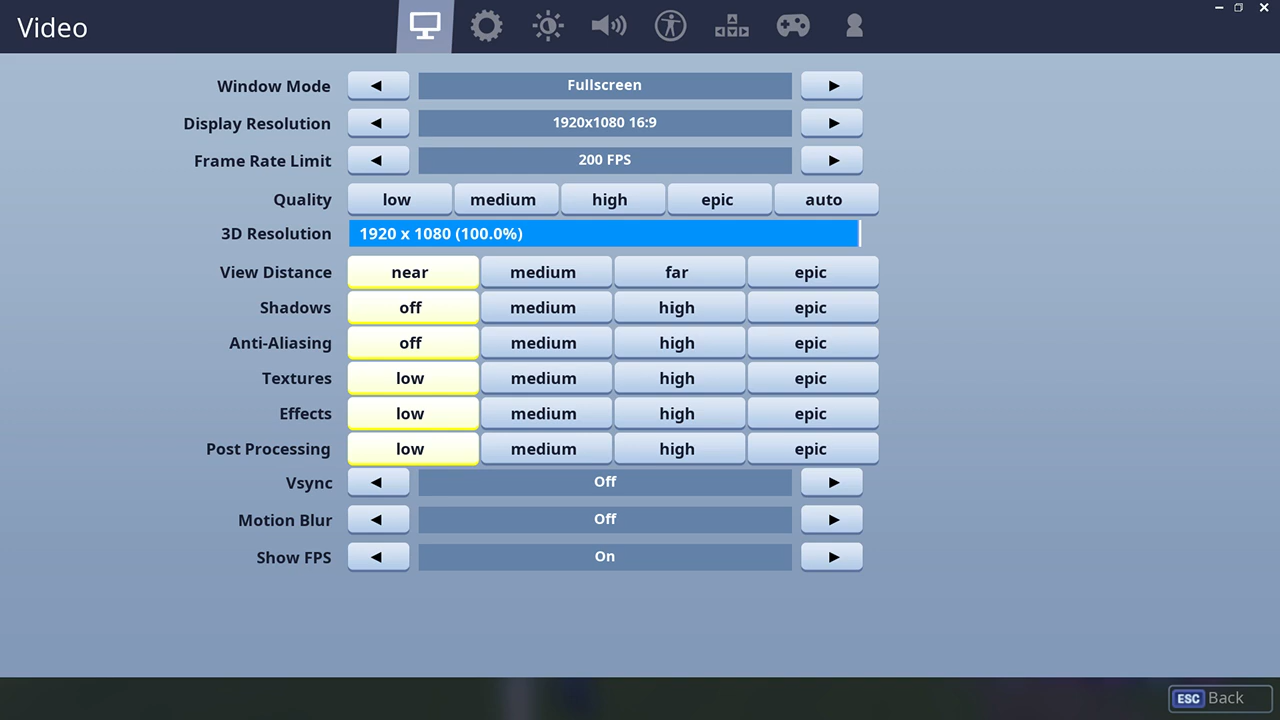 Video
Window Mode Fullscreen
Display Resolution 1920x1080 16:9
Frame Rate Limit 200 FPS
Quality low medium high epic auto
3D Resolution 1920 x 1080 (100.0%)
View Distance near medium far epic
Shadows off medium high epic
Anti-Aliasing off medium high epic
Textures low medium high epic
Effects low medium high epic
Post Processing low medium high epic
Vsync Off
Motion Blur Off
Show FPS On
ESC Back